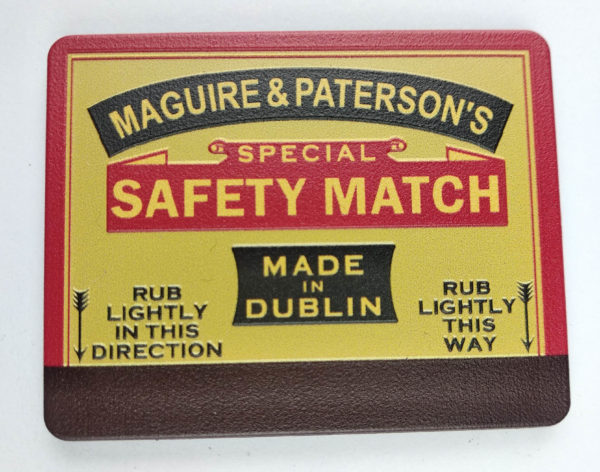 MAGUIRE & PATERSON'S
SPECIAL
SAFETY MATCH
MADE
IN
DUBLIN
RUB
LIGHTLY
IN THIS
DIRECTION
RUB
LIGHTLY
THIS
WAY